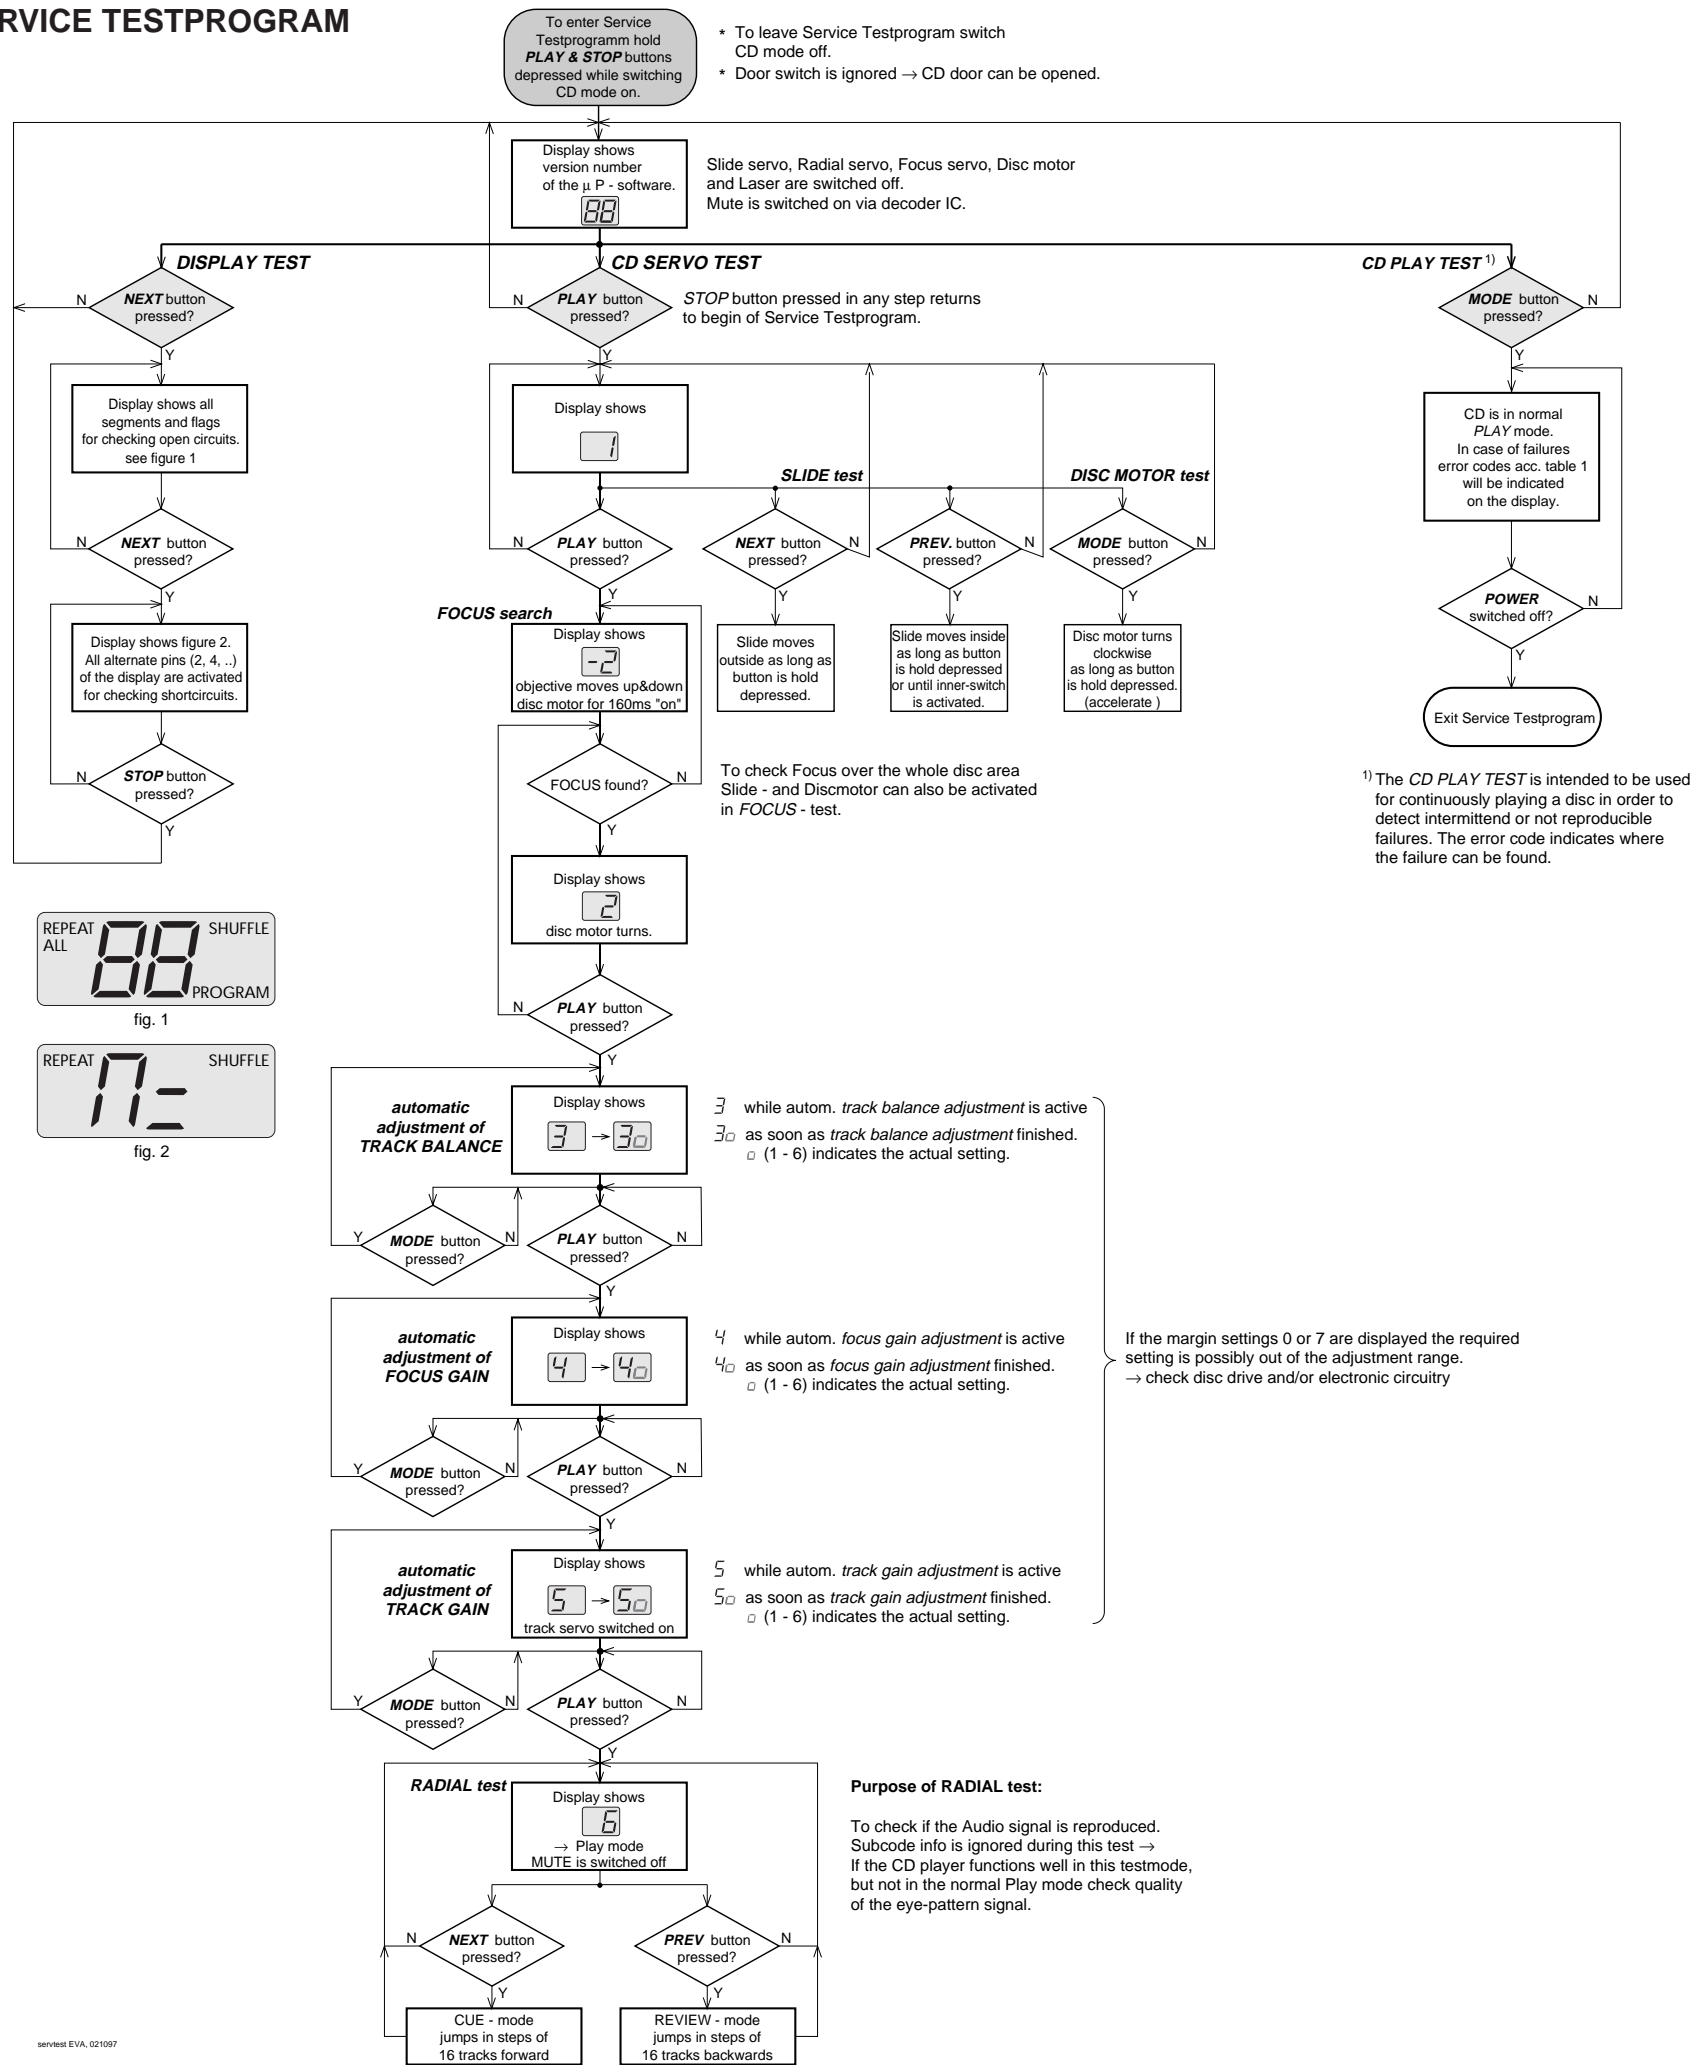 RVICE TESTPROGRAM
To enter Service
Testprogramm hold
PLAY & STOP buttons
depressed while switching
CD mode on.
* To leave Service Testprogram switch
CD mode off.
* Door switch is ignored → CD door can be opened.
Display shows
version number
of the μ P - software.
88
Slide servo, Radial servo, Focus servo, Disc motor
and Laser are switched off.
Mute is switched on via decoder IC.
DISPLAY TEST
NEXT button
pressed?
N
Y
Display shows all
segments and flags
for checking open circuits.
see figure 1
NEXT button
pressed?
N
Y
Display shows figure 2.
All alternate pins (2, 4, ..)
of the display are activated
for checking shortcircuits.
STOP button
pressed?
N
Y
REPEAT
ALL
88
SHUFFLE
PROGRAM
fig. 1
REPEAT
SHUFFLE
fig. 2
CD SERVO TEST
PLAY button
pressed?
N
Y
STOP button pressed in any step returns
to begin of Service Testprogram.
Display shows
1
PLAY button
pressed?
N
Y
SLIDE test
NEXT button
pressed?
N
Y
Slide moves
outside as long as
button is hold
depressed.
PREV. button
pressed?
N
Y
Slide moves inside
as long as button
is hold depressed
or until inner-switch
is activated.
DISC MOTOR test
MODE button
pressed?
N
Y
Disc motor turns
clockwise
as long as button
is hold depressed.
(accelerate )
FOCUS search
Display shows
-2
objective moves up&down
disc motor for 160ms "on"
FOCUS found?
N
Y
To check Focus over the whole disc area
Slide - and Discmotor can also be activated
in FOCUS - test.
Display shows
2
disc motor turns.
PLAY button
pressed?
N
Y
automatic
adjustment of
TRACK BALANCE
Display shows
3 → 3o
3 while autom. track balance adjustment is active
3o as soon as track balance adjustment finished.
o (1 - 6) indicates the actual setting.
MODE button
pressed?
Y
N
PLAY button
pressed?
N
Y
automatic
adjustment of
FOCUS GAIN
Display shows
4 → 4o
4 while autom. focus gain adjustment is active
4o as soon as focus gain adjustment finished.
o (1 - 6) indicates the actual setting.
If the margin settings 0 or 7 are displayed the required
setting is possibly out of the adjustment range.
→ check disc drive and/or electronic circuitry
MODE button
pressed?
Y
N
PLAY button
pressed?
N
Y
automatic
adjustment of
TRACK GAIN
Display shows
5 → 5o
track servo switched on
5 while autom. track gain adjustment is active
5o as soon as track gain adjustment finished.
o (1 - 6) indicates the actual setting.
MODE button
pressed?
Y
N
PLAY button
pressed?
N
Y
RADIAL test
Display shows
6
→ Play mode
MUTE is switched off
Purpose of RADIAL test:
To check if the Audio signal is reproduced.
Subcode info is ignored during this test →
If the CD player functions well in this testmode,
but not in the normal Play mode check quality
of the eye-pattern signal.
NEXT button
pressed?
N
Y
CUE - mode
jumps in steps of
16 tracks forward
PREV button
pressed?
N
Y
REVIEW - mode
jumps in steps of
16 tracks backwards
CD PLAY TEST 1)
MODE button
pressed?
N
Y
CD is in normal
PLAY mode.
In case of failures
error codes acc. table 1
will be indicated
on the display.
POWER
switched off?
N
Y
Exit Service Testprogram
1) The CD PLAY TEST is intended to be used
for continuously playing a disc in order to
detect intermittend or not reproducible
failures. The error code indicates where
the failure can be found.
servtest EVA, 021097